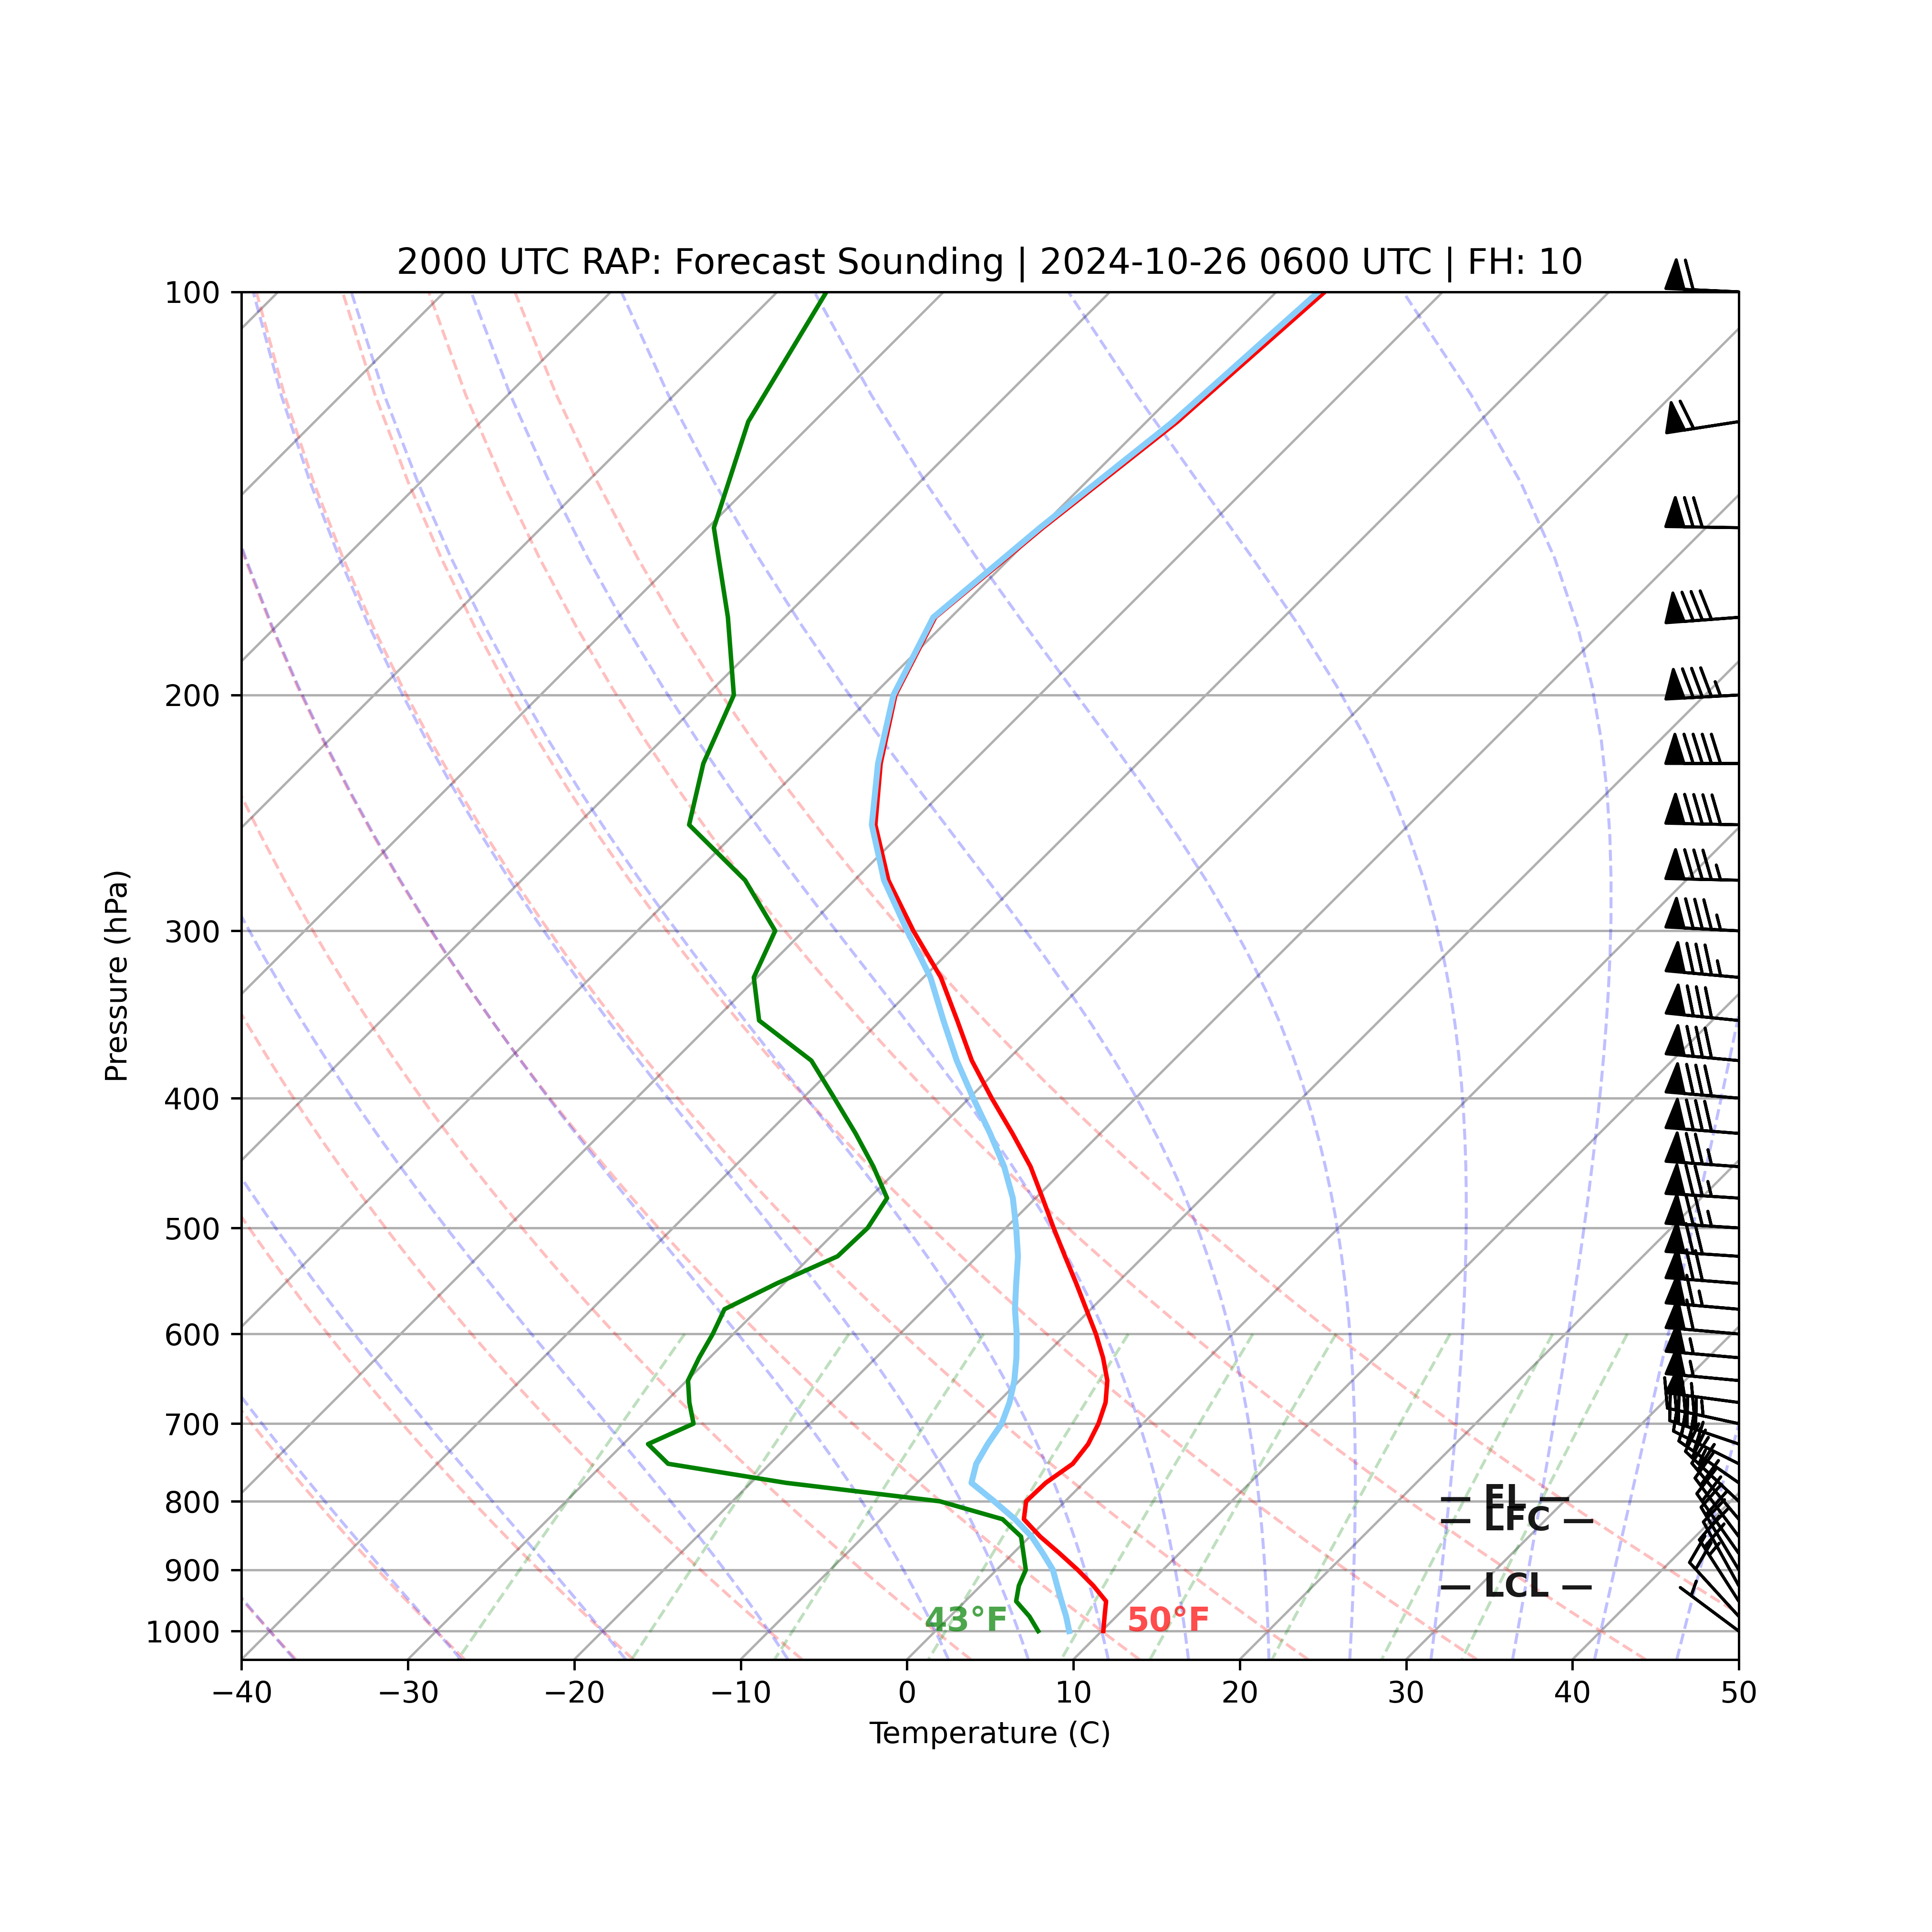 2000 UTC RAP: Forecast Sounding | 2024-10-26 0600 UTC | FH: 10
100
200
300
400
500
600
700
800
900
1000
Pressure (hPa)
— EL —
— LFC —
— LCL —
43°F
50°F
−40
−30
−20
−10
0
10
20
30
40
50
Temperature (C)